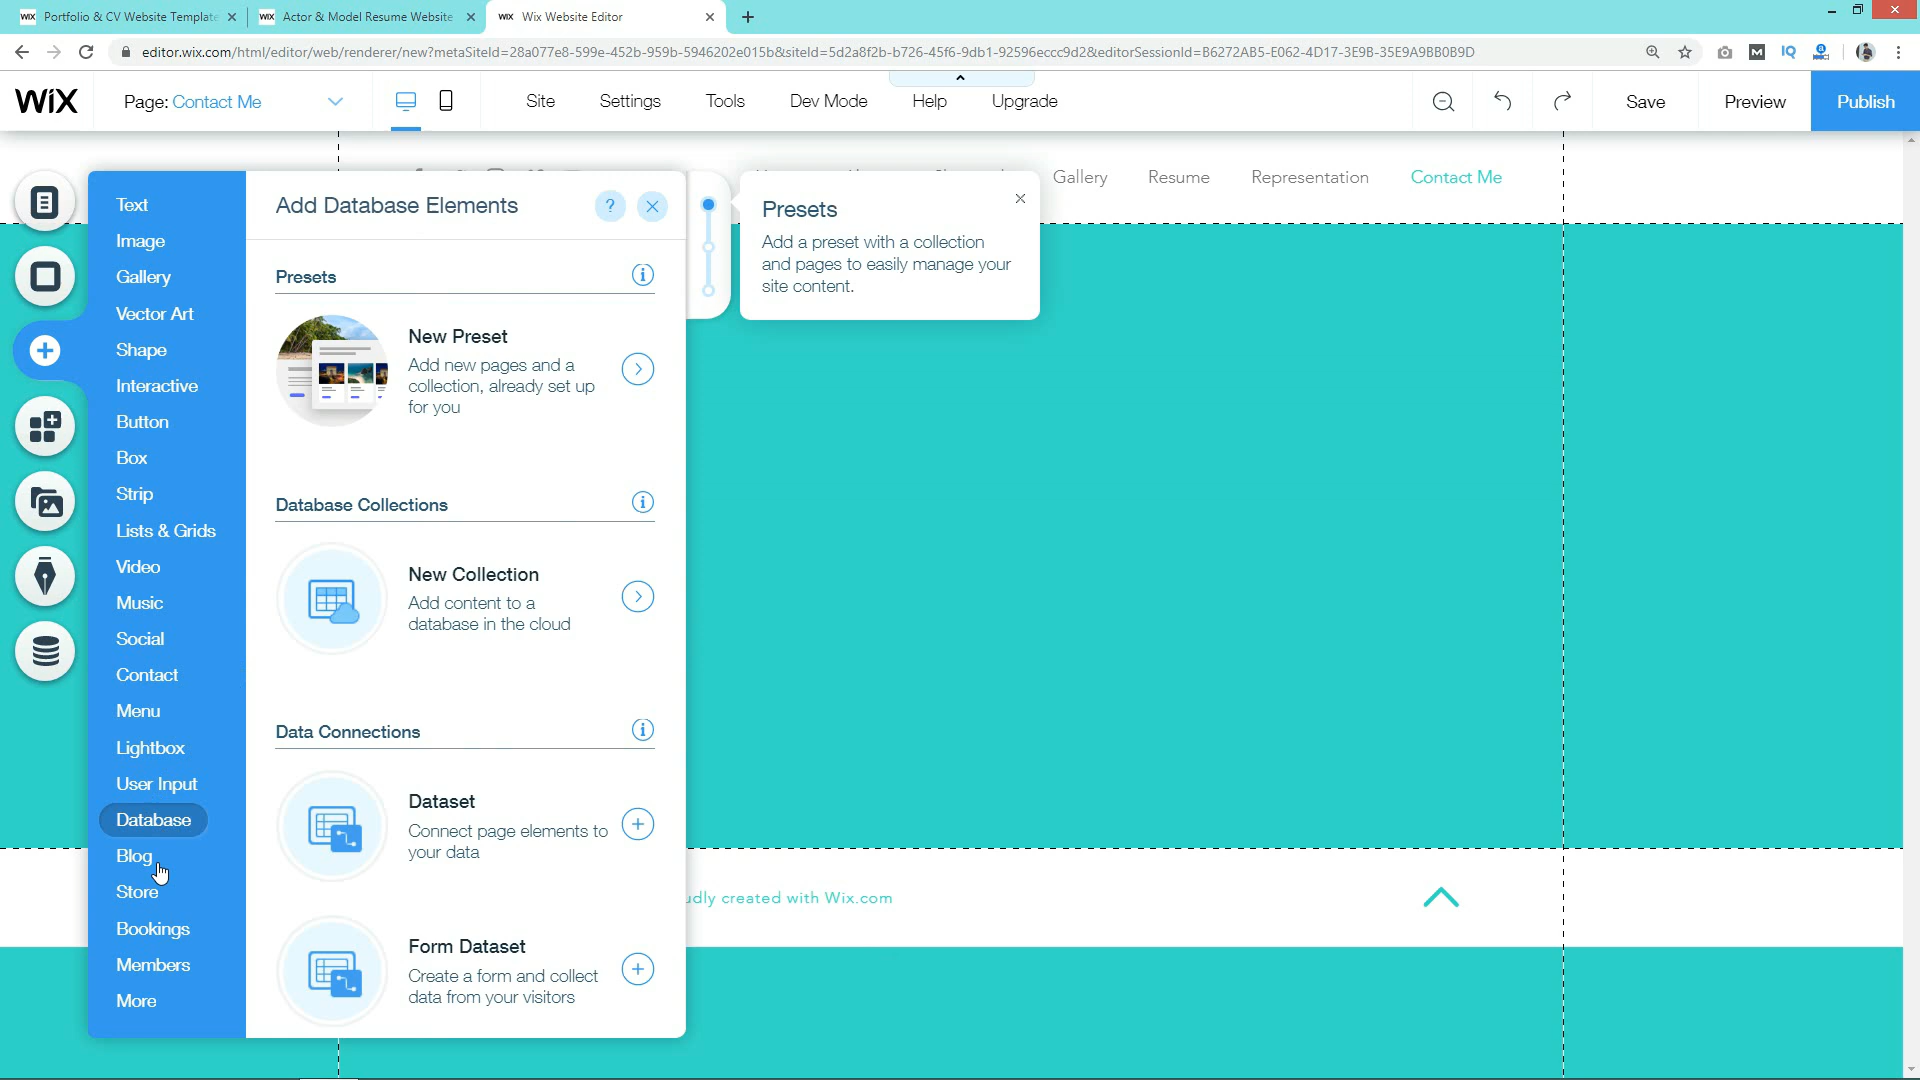 WIX Portfolio & CV Website Template
WIX Actor & Model Resume Website
WIX Wix Website Editor
editor.wix.com/html/editor/web/renderer/new?metaSiteId=28a077e8-599e-452b-959b-5946202e015b&siteId=5d2a8f2b-b726-45f6-9db1-92596eccc9d2&editorSessionId=B6272AB5-E062-4D17-3E9B-35E9A9BB0B9D
WiX
Page: Contact Me
Site
Settings
Tools
Dev Mode
Help
Upgrade
Save
Preview
Publish
Gallery
Resume
Representation
Contact Me
Text
Image
Gallery
Vector Art
Shape
Interactive
Button
Box
Strip
Lists & Grids
Video
Music
Social
Contact
Menu
Lightbox
User Input
Database
Blog
Store
Bookings
Members
More
Add Database Elements
?
Presets
New Preset
Add new pages and a
collection, already set up
for you
Database Collections
New Collection
Add content to a
database in the cloud
Data Connections
Dataset
Connect page elements to
your data
Form Dataset
Create a form and collect
data from your visitors
Presets
Add a preset with a collection
and pages to easily manage your
site content.
udly created with Wix.com